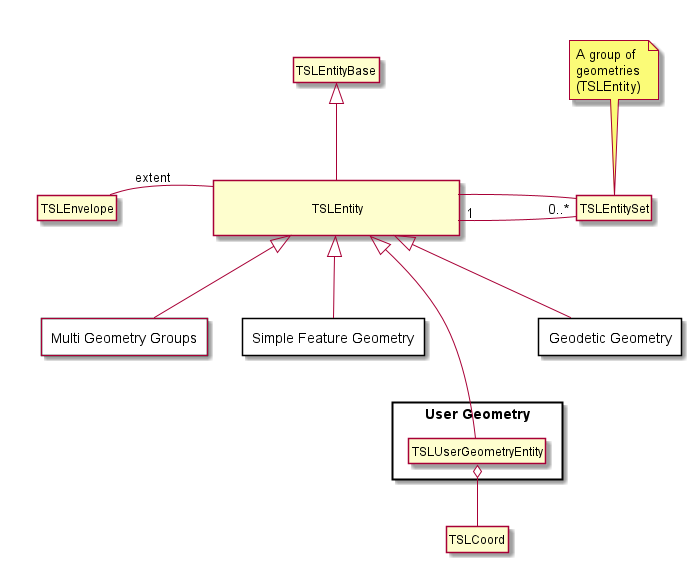 A group of
geometries
(TSLEntity)
TSLEntityBase
extent
TSLEnvelope
TSLEntity
1
0..*
TSLEntitySet
Multi Geometry Groups
Simple Feature Geometry
Geodetic Geometry
User Geometry
TSLUserGeometryEntity
TSLCoord